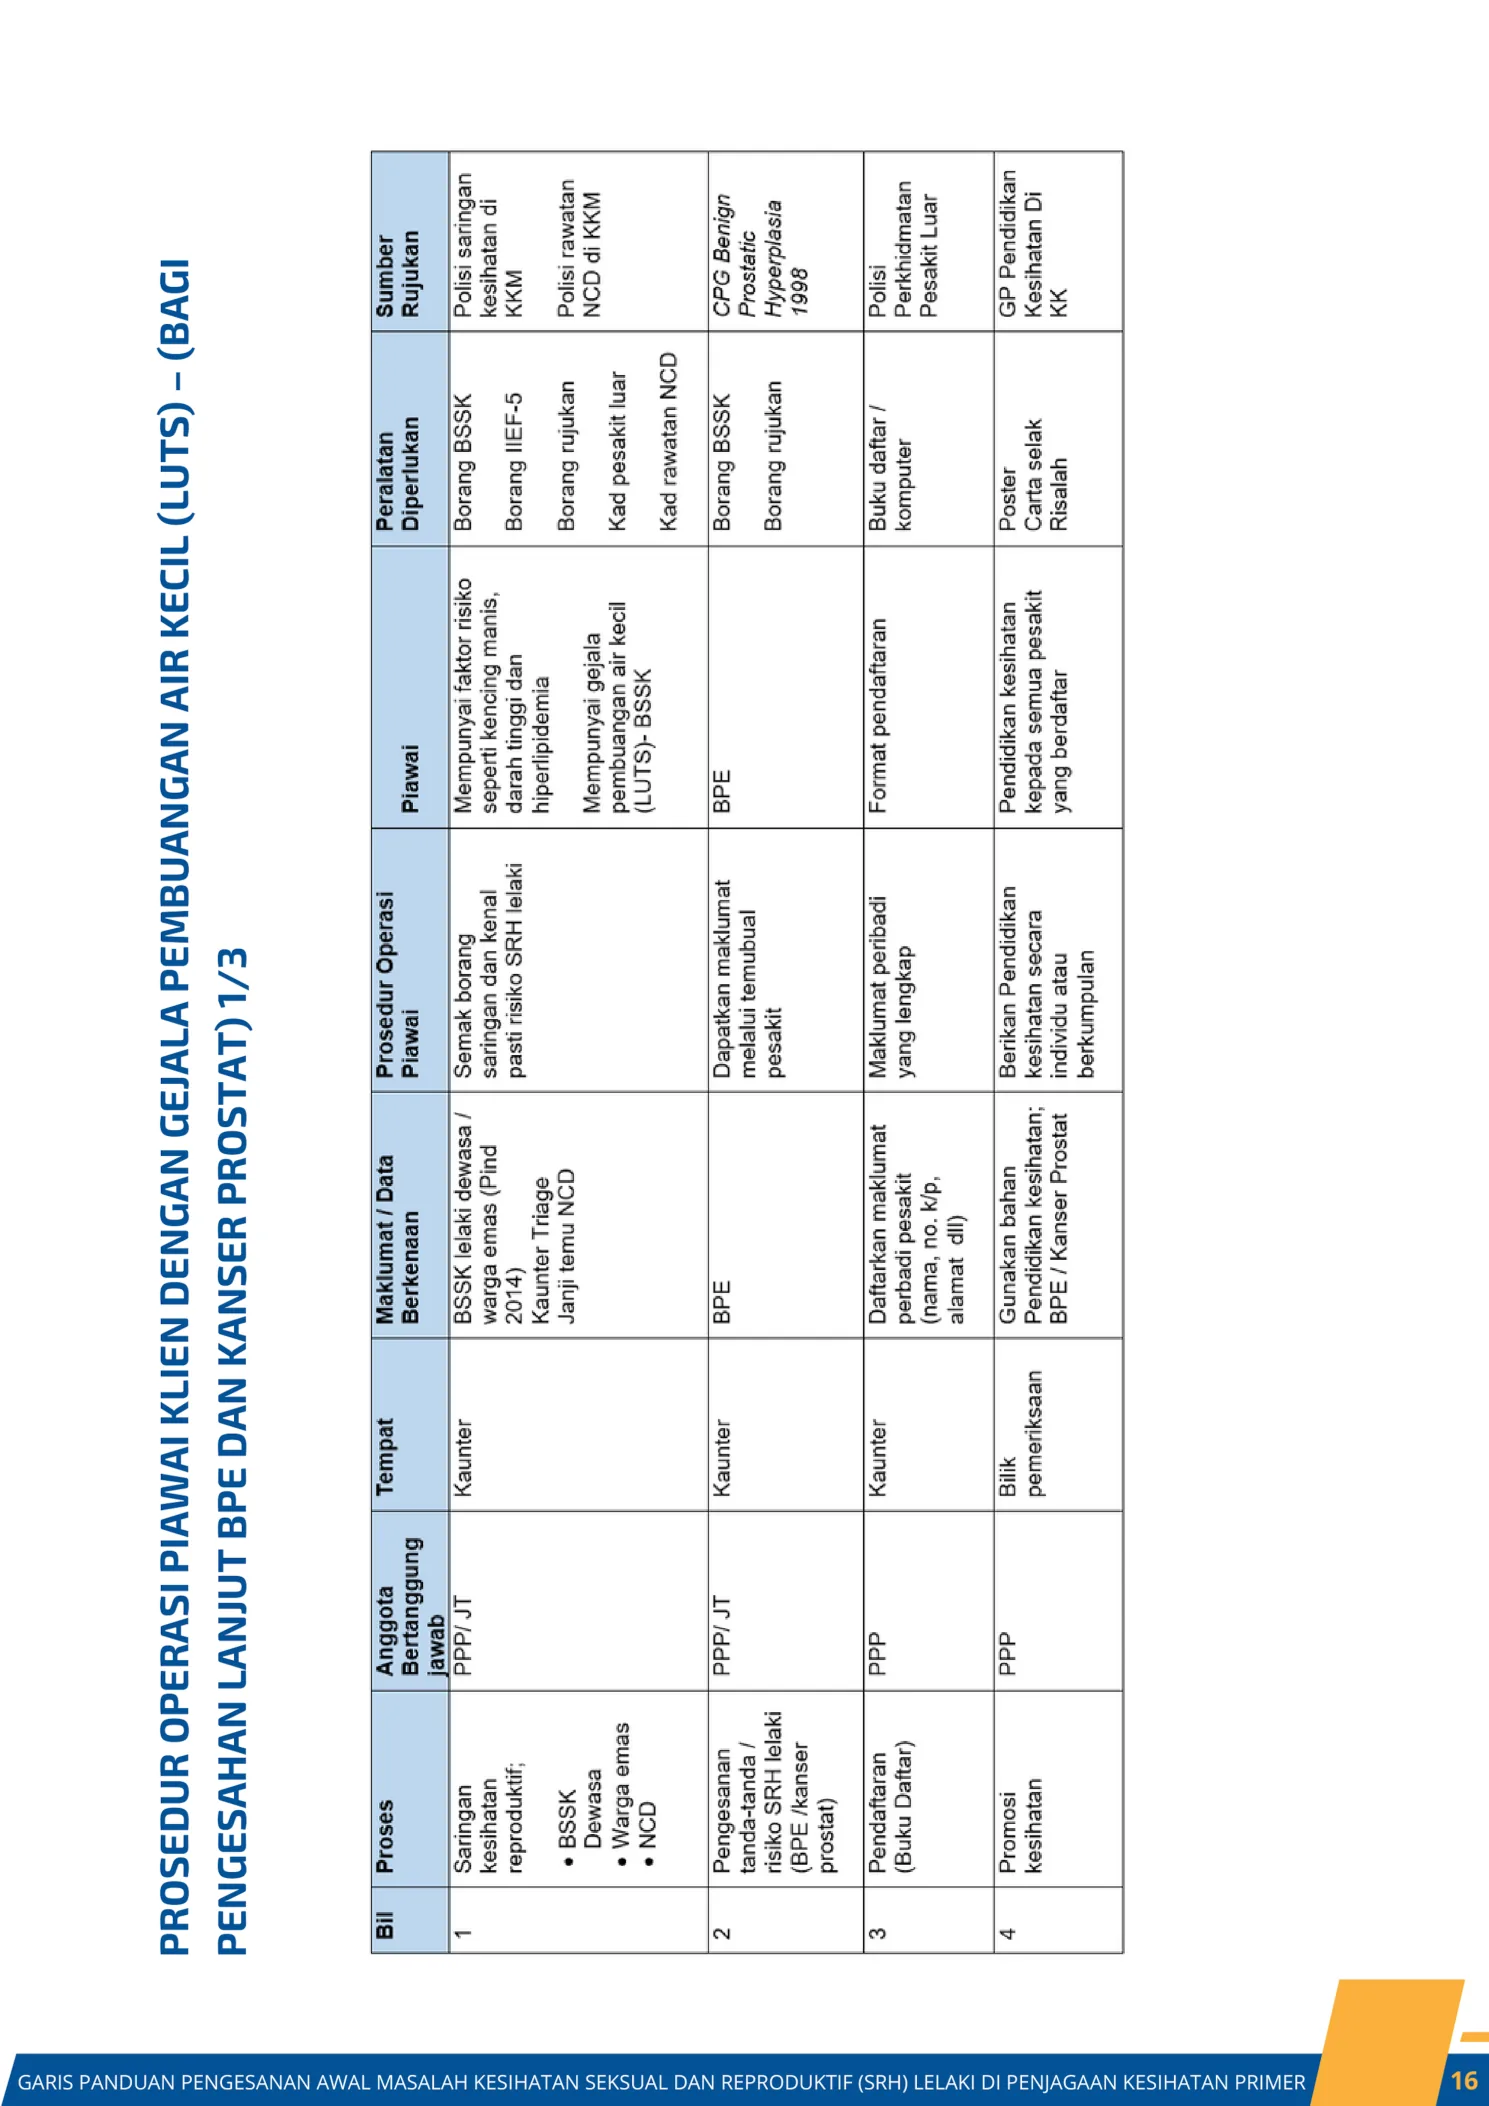 PROSEDUR OPERASI PIAWAI KLIEN DENGAN GEJALA PEMBUANGAN AIR KECIL (LUTS) – (BAGI
PENGESAHAN LANJUT BPE DAN KANSER PROSTAT) 1/3
Bil
Proses
Anggota
Bertanggung
jawab
Tempat
Maklumat / Data
Berkenaan
Prosedur Operasi
Piawai
Piawai
Peralatan
Diperlukan
Sumber
Rujukan
1
Saringan
kesihatan
reproduktif;
• BSSK
Dewasa
• Warga emas
• NCD
PPP/ JT
Kaunter
BSSK lelaki dewasa /
warga emas (Pind
2014)
Kaunter Triage
Janji temu NCD
Semak borang
saringan dan kenal
pasti risiko SRH lelaki
Mempunyai faktor risiko
seperti kencing manis,
darah tinggi dan
hiperlipidemia
Mempunyai gejala
pembuangan air kecil
(LUTS)- BSSK
Borang BSSK
Borang IIEF-5
Borang rujukan
Kad pesakit luar
Kad rawatan NCD
Polisi saringan
kesihatan di
KKM
Polisi rawatan
NCD di KKM
2
Pengesanan
tanda-tanda /
risiko SRH lelaki
(BPE /kanser
prostat)
PPP/ JT
Kaunter
BPE
Dapatkan maklumat
melalui temubual
pesakit
BPE
Borang BSSK
Borang rujukan
CPG Benign
Prostatic
Hyperplasia
1998
3
Pendaftaran
(Buku Daftar)
PPP
Kaunter
Daftarkan maklumat
perbadi pesakit
(nama, no. k/p,
alamat dll)
Maklumat peribadi
yang lengkap
Format pendaftaran
Buku daftar /
komputer
Polisi
Perkhidmatan
Pesakit Luar
4
Promosi
kesihatan
PPP
Bilik
pemeriksaan
Gunakan bahan
Pendidikan kesihatan;
BPE / Kanser Prostat
Berikan Pendidikan
kesihatan secara
individu atau
berkumpulan
Pendidikan kesihatan
kepada semua pesakit
yang berdaftar
Poster
Carta selak
Risalah
GP Pendidikan
Kesihatan Di
KK
GARIS PANDUAN PENGESANAN AWAL MASALAH KESIHATAN SEKSUAL DAN REPRODUKTIF (SRH) LELAKI DI PENJAGAAN KESIHATAN PRIMER
16